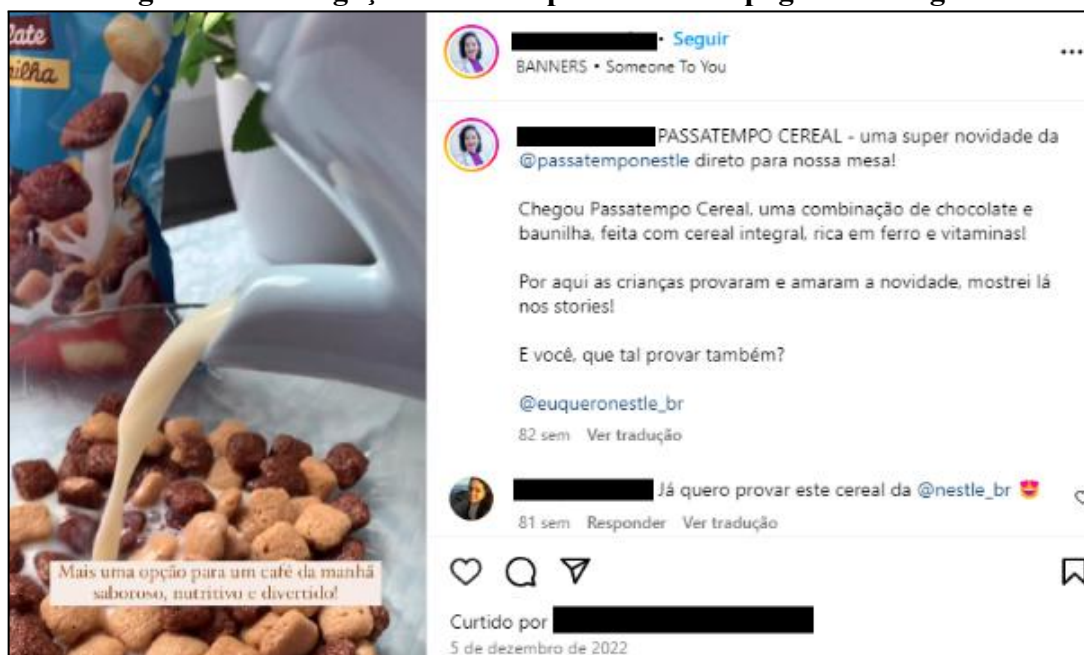 late
nilha
Seguir
BANNERS • Someone To You
PASSATEMPO CEREAL - uma super novidade da
@passatemponestle direto para nossa mesa!
Chegou Passatempo Cereal, uma combinação de chocolate e
baunilha, feita com cereal integral, rica em ferro e vitaminas!
Por aqui as crianças provaram e amaram a novidade, mostrei lá
nos stories!
E você, que tal provar também?
@euqueronestle_br
82 sem Ver tradução
Já quero provar este cereal da @nestle_br 🤩
81 sem Responder Ver tradução
Mais uma opção para um café da manhã
saboroso, nutritivo e divertido!
Curtido por
5 de dezembro de 2022